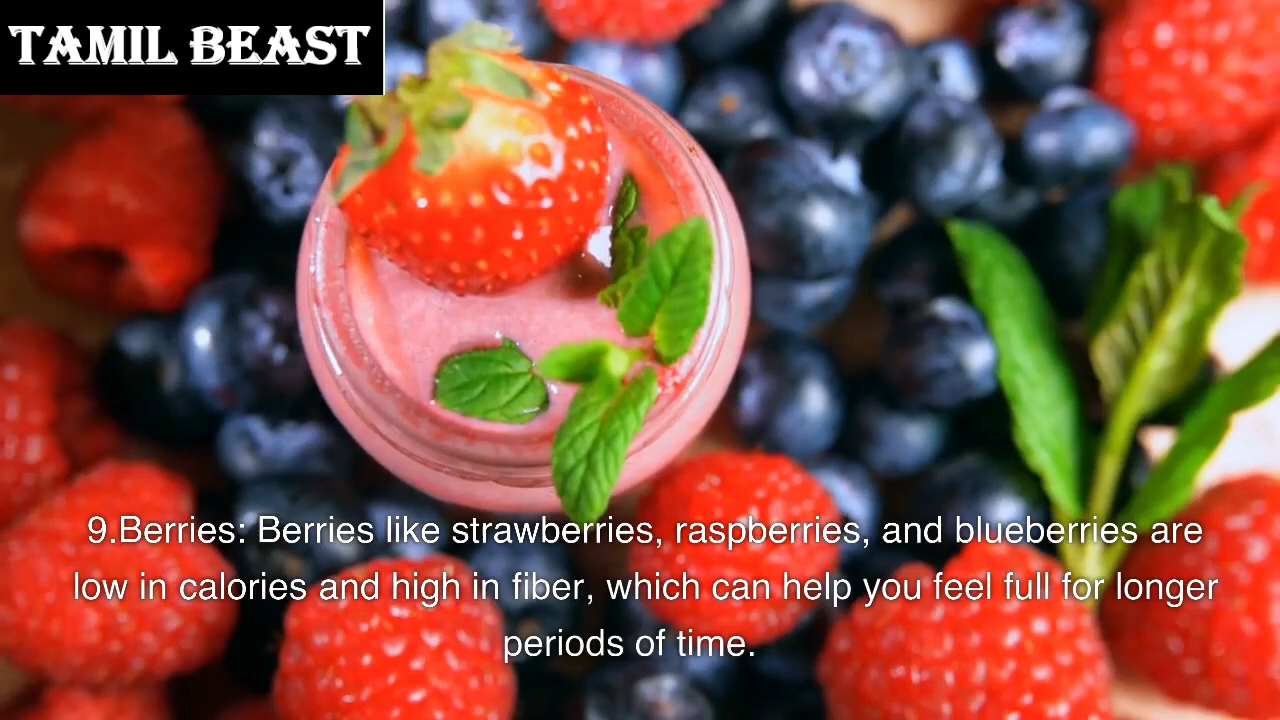 TAMIL BEAST
9.Berries: Berries like strawberries, raspberries, and blueberries are
low in calories and high in fiber, which can help you feel full for longer
periods of time.